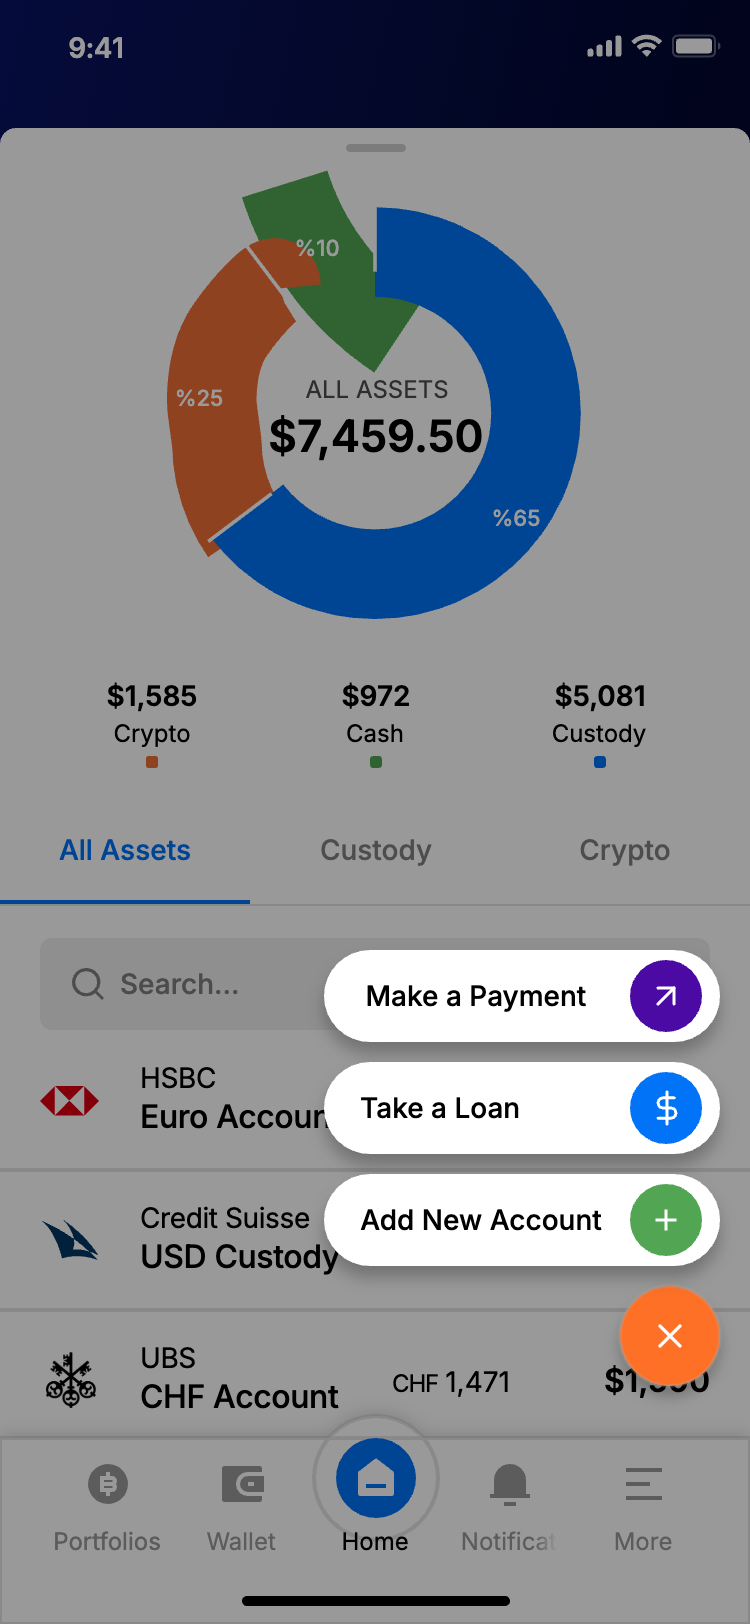 9:41
%10
%25
ALL ASSETS
$7,459.50
%65
$1,585
Crypto
$972
Cash
$5,081
Custody
All Assets
Custody
Crypto
Search...
Make a Payment
HSBC
Euro Accoun
Take a Loan
Credit Suisse
USD Custody
Add New Account
UBS
CHF Account
CHF 1,471
Portfolios
Wallet
Home
Notificat
More